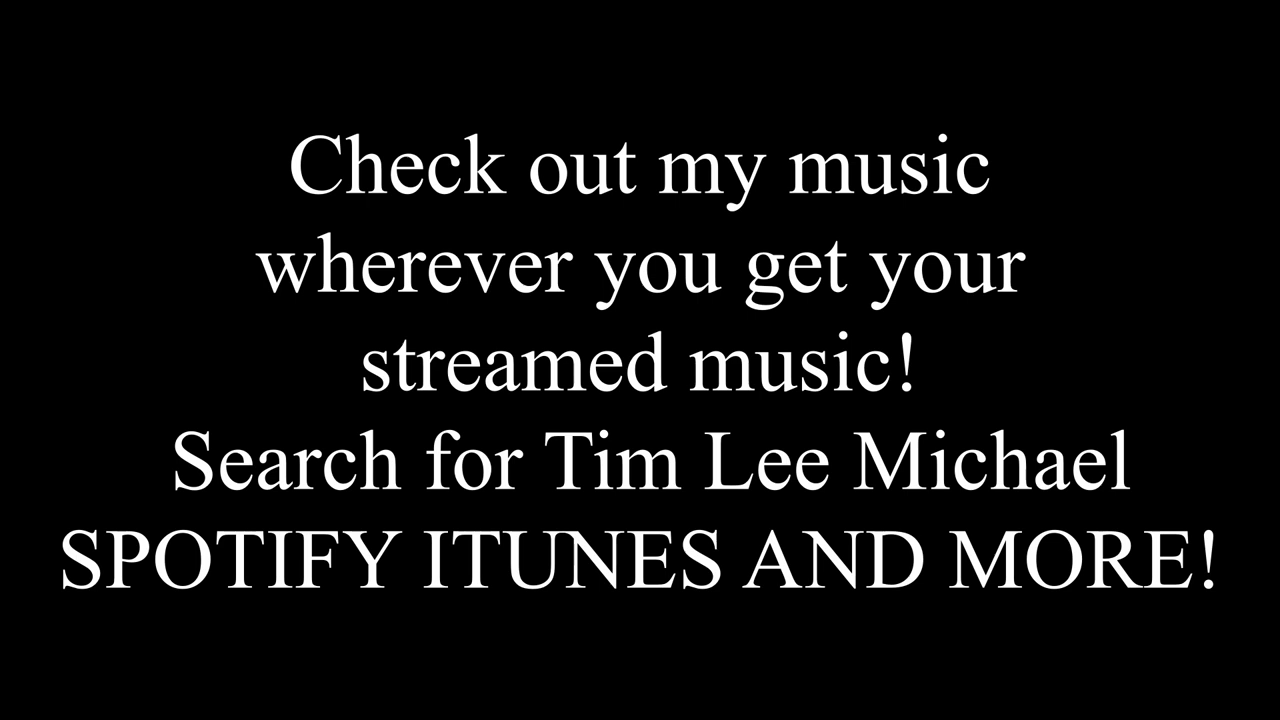 Check out my music
wherever you get your
streamed music!
Search for Tim Lee Michael
SPOTIFY ITUNES AND MORE!